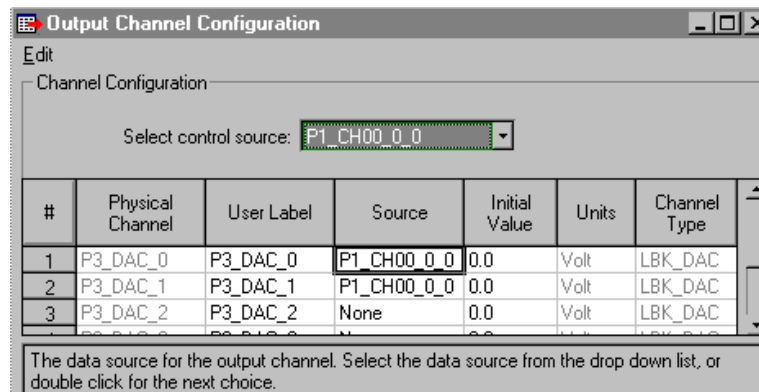 Output Channel Configuration
Edit
Channel Configuration
Select control source: P1_CH00_0_0
# Physical Channel User Label Source Initial Value Units Channel Type
1 P3_DAC_0 P3_DAC_0 P1_CH00_0_0 0.0 Volt LBK_DAC
2 P3_DAC_1 P3_DAC_1 P1_CH00_0_0 0.0 Volt LBK_DAC
3 P3_DAC_2 P3_DAC_2 None 0.0 Volt LBK_DAC
The data source for the output channel. Select the data source from the drop down list, or
double click for the next choice.